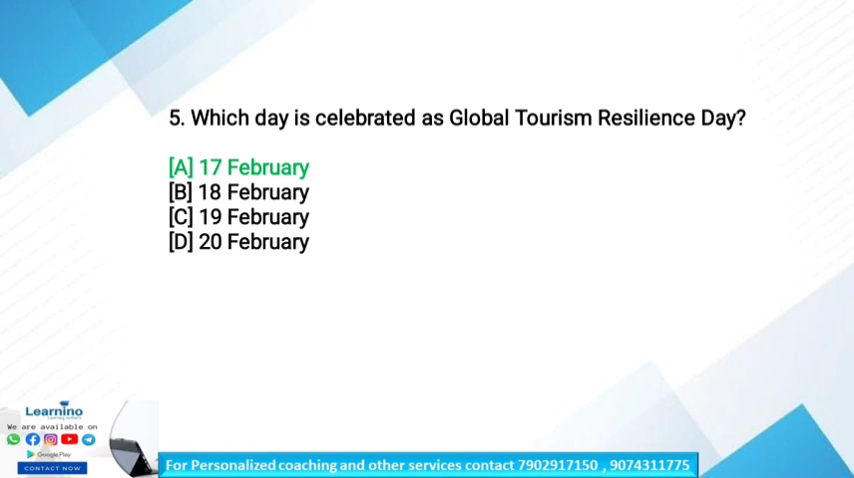 5. Which day is celebrated as Global Tourism Resilience Day?
[A] 17 February
[B] 18 February
[C] 19 February
[D] 20 February
Learnino
We are available on
Google Play
CONTACT NOW
For Personalized coaching and other services contact 7902917150 , 9074311775